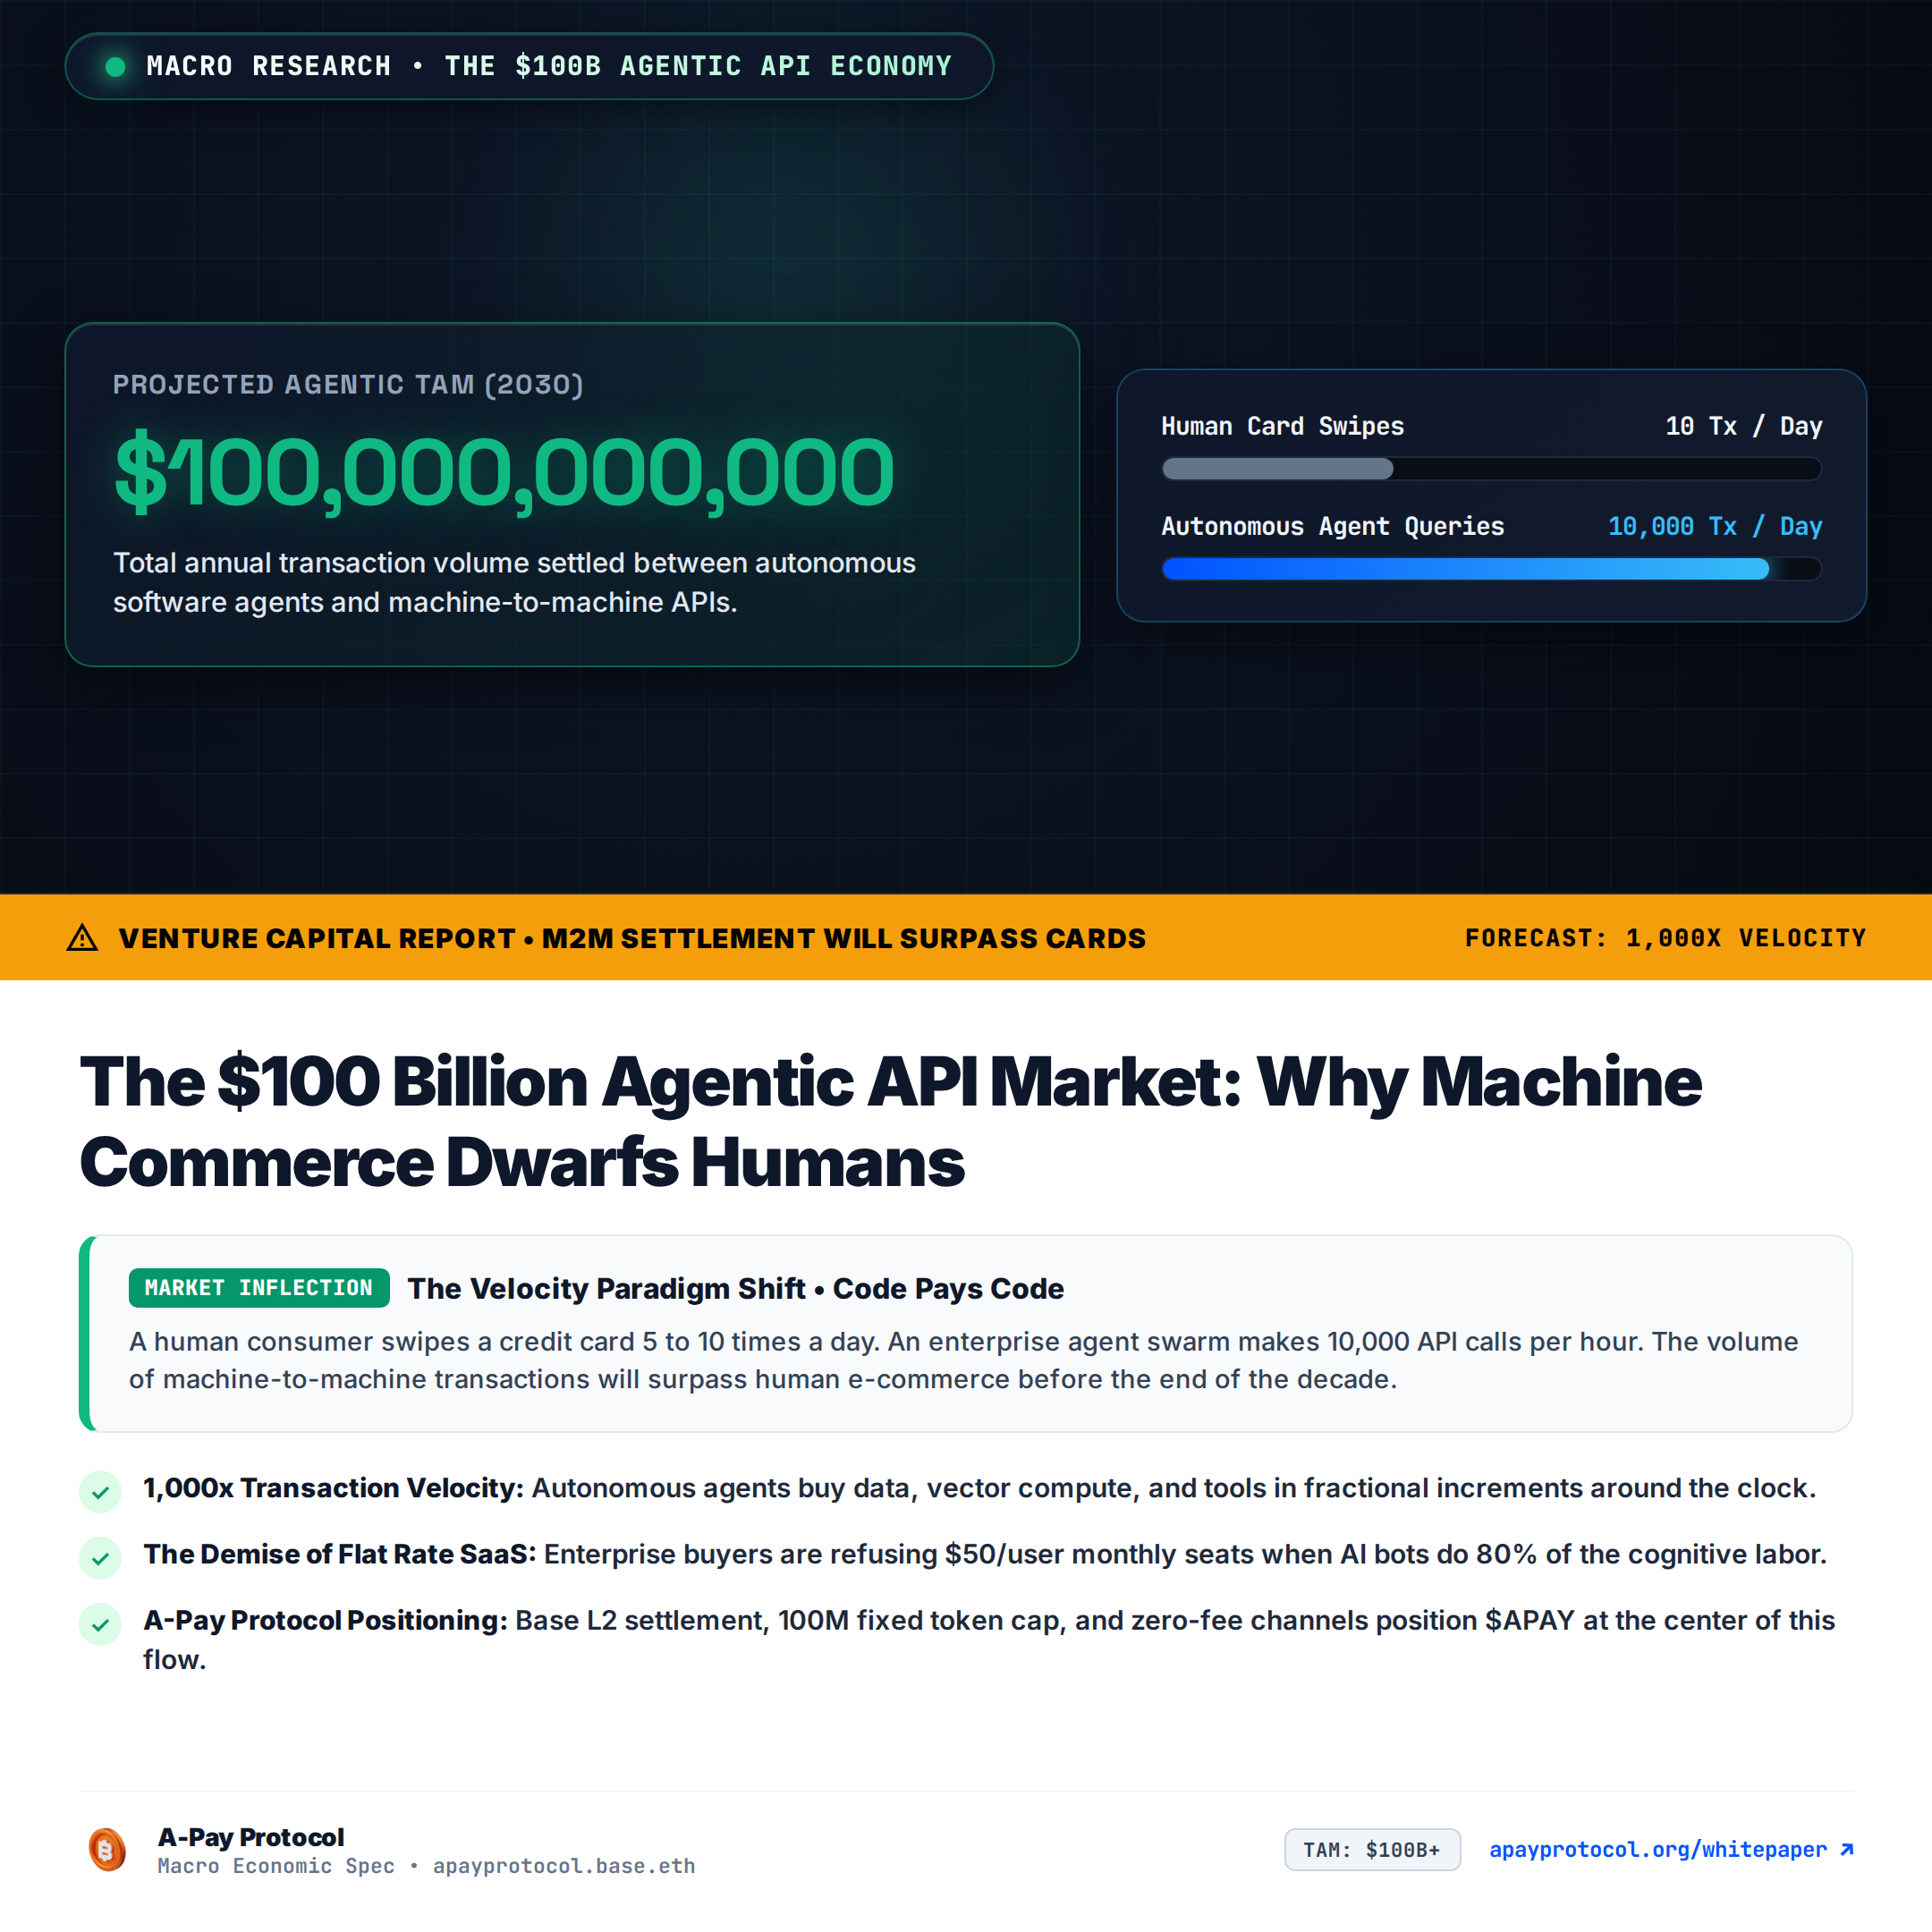 MACRO RESEARCH • THE $100B AGENTIC API ECONOMY
PROJECTED AGENTIC TAM (2030)
$100,000,000,000
Total annual transaction volume settled between autonomous
software agents and machine-to-machine APIs.
Human Card Swipes 10 Tx / Day
Autonomous Agent Queries 10,000 Tx / Day
VENTURE CAPITAL REPORT • M2M SETTLEMENT WILL SURPASS CARDS
FORECAST: 1,000X VELOCITY
The $100 Billion Agentic API Market: Why Machine
Commerce Dwarfs Humans
MARKET INFLECTION The Velocity Paradigm Shift • Code Pays Code
A human consumer swipes a credit card 5 to 10 times a day. An enterprise agent swarm makes 10,000 API calls per hour. The volume
of machine-to-machine transactions will surpass human e-commerce before the end of the decade.
1,000x Transaction Velocity: Autonomous agents buy data, vector compute, and tools in fractional increments around the clock.
The Demise of Flat Rate SaaS: Enterprise buyers are refusing $50/user monthly seats when AI bots do 80% of the cognitive labor.
A-Pay Protocol Positioning: Base L2 settlement, 100M fixed token cap, and zero-fee channels position $APAY at the center of this
flow.
A-Pay Protocol
Macro Economic Spec • apayprotocol.base.eth
TAM: $100B+
apayprotocol.org/whitepaper ↗